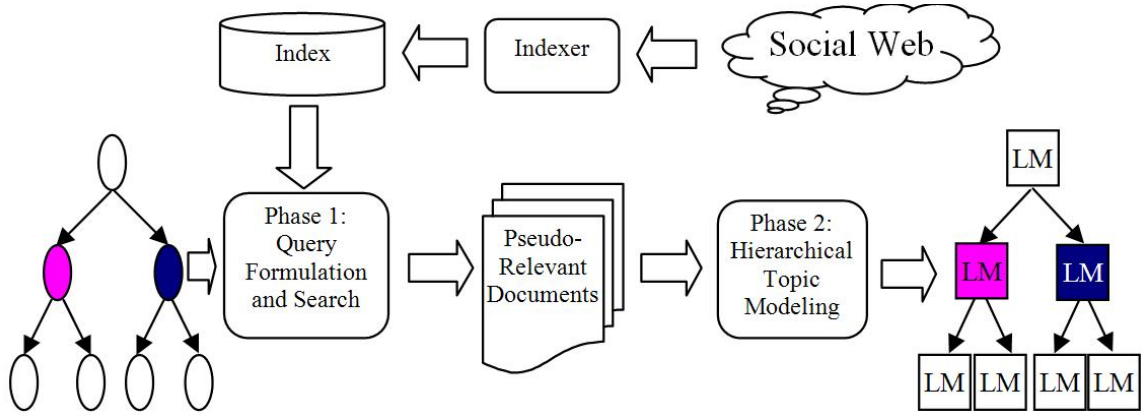 Index
Indexer
Social Web
Phase 1:
Query
Formulation
and Search
Pseudo-
Relevant
Documents
Phase 2:
Hierarchical
Topic
Modeling
LM
LM
LM
LM
LM
LM
LM